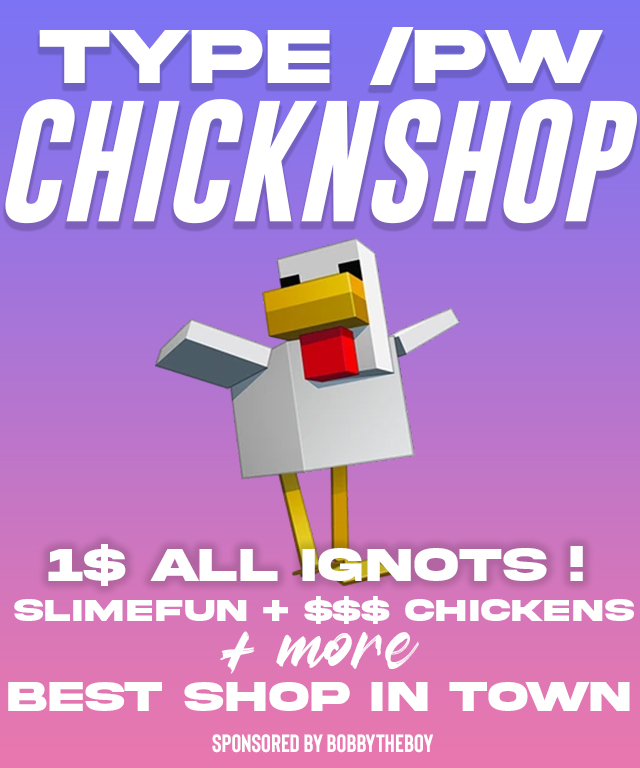 TYPE /PW
CHICKNSHOP
1$ ALL IGNOTS !
SLIMEFUN + $$$ CHICKENS
+ more
BEST SHOP IN TOWN
SPONSORED BY BOBBYTHEBOY